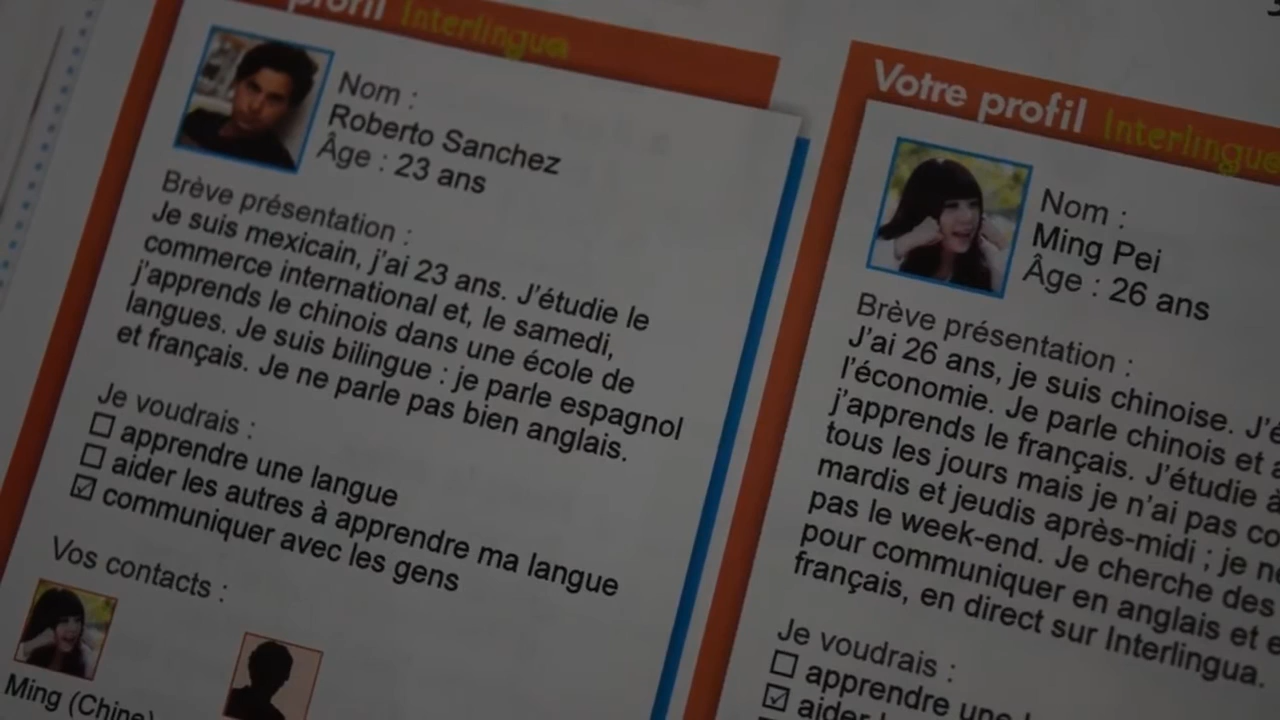 profil Interlingua
Nom :
Roberto Sanchez
Âge : 23 ans
Brève présentation :
Je suis mexicain, j'ai 23 ans. J'étudie le
commerce international et, le samedi,
j'apprends le chinois dans une école de
langues. Je suis bilingue : je parle espagnol
et français. Je ne parle pas bien anglais.
Je voudrais :
apprendre une langue
aider les autres à apprendre ma langue
communiquer avec les gens
Vos contacts :
Ming (Chine)
Votre profil Interlingua
Nom :
Ming Pei
Âge : 26 ans
Brève présentation :
J'ai 26 ans, je suis chinoise.
l'économie. Je parle chinois et
j'apprends le français. J'étudie
tous les jours mais je n'ai pas
mardis et jeudis après-midi ; je
pas le week-end. Je cherche des
pour communiquer en anglais et
français, en direct sur Interlingua.
Je voudrais :
apprendre une
aider